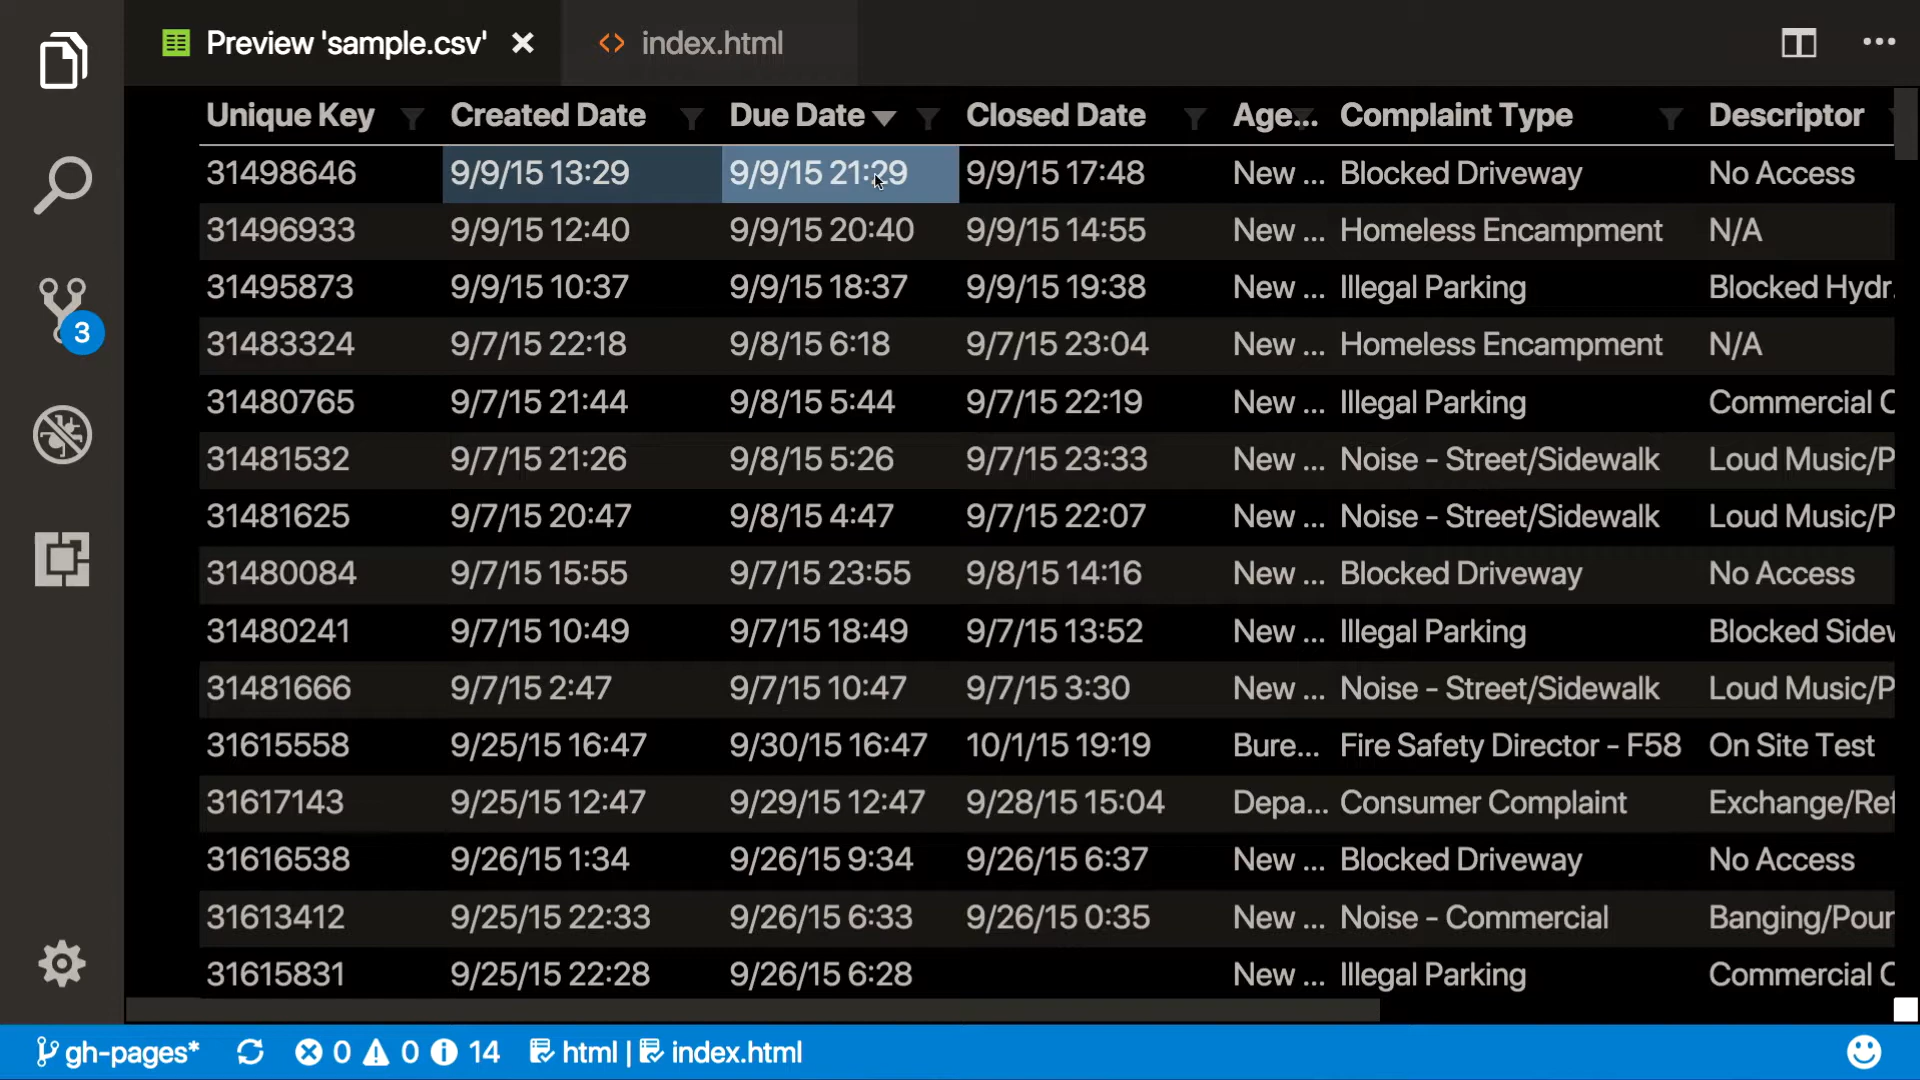 Preview 'sample.csv' index.html
Unique Key Created Date Due Date Closed Date Age... Complaint Type Descriptor
31498646 9/9/15 13:29 9/9/15 21:29 9/9/15 17:48 New ... Blocked Driveway No Access
31496933 9/9/15 12:40 9/9/15 20:40 9/9/15 14:55 New ... Homeless Encampment N/A
31495873 9/9/15 10:37 9/9/15 18:37 9/9/15 19:38 New ... Illegal Parking Blocked Hydr
31483324 9/7/15 22:18 9/8/15 6:18 9/7/15 23:04 New ... Homeless Encampment N/A
31480765 9/7/15 21:44 9/8/15 5:44 9/7/15 22:19 New ... Illegal Parking Commercial C
31481532 9/7/15 21:26 9/8/15 5:26 9/7/15 23:33 New ... Noise - Street/Sidewalk Loud Music/P
31481625 9/7/15 20:47 9/8/15 4:47 9/7/15 22:07 New ... Noise - Street/Sidewalk Loud Music/P
31480084 9/7/15 15:55 9/7/15 23:55 9/8/15 14:16 New ... Blocked Driveway No Access
31480241 9/7/15 10:49 9/7/15 18:49 9/7/15 13:52 New ... Illegal Parking Blocked Sidew
31481666 9/7/15 2:47 9/7/15 10:47 9/7/15 3:30 New ... Noise - Street/Sidewalk Loud Music/P
31615558 9/25/15 16:47 9/30/15 16:47 10/1/15 19:19 Bure... Fire Safety Director - F58 On Site Test
31617143 9/25/15 12:47 9/29/15 12:47 9/28/15 15:04 Depa... Consumer Complaint Exchange/Ref
31616538 9/26/15 1:34 9/26/15 9:34 9/26/15 6:37 New ... Blocked Driveway No Access
31613412 9/25/15 22:33 9/26/15 6:33 9/26/15 0:35 New ... Noise - Commercial Banging/Poun
31615831 9/25/15 22:28 9/26/15 6:28 New ... Illegal Parking Commercial C
3
gh-pages* 0 0 14 html | index.html